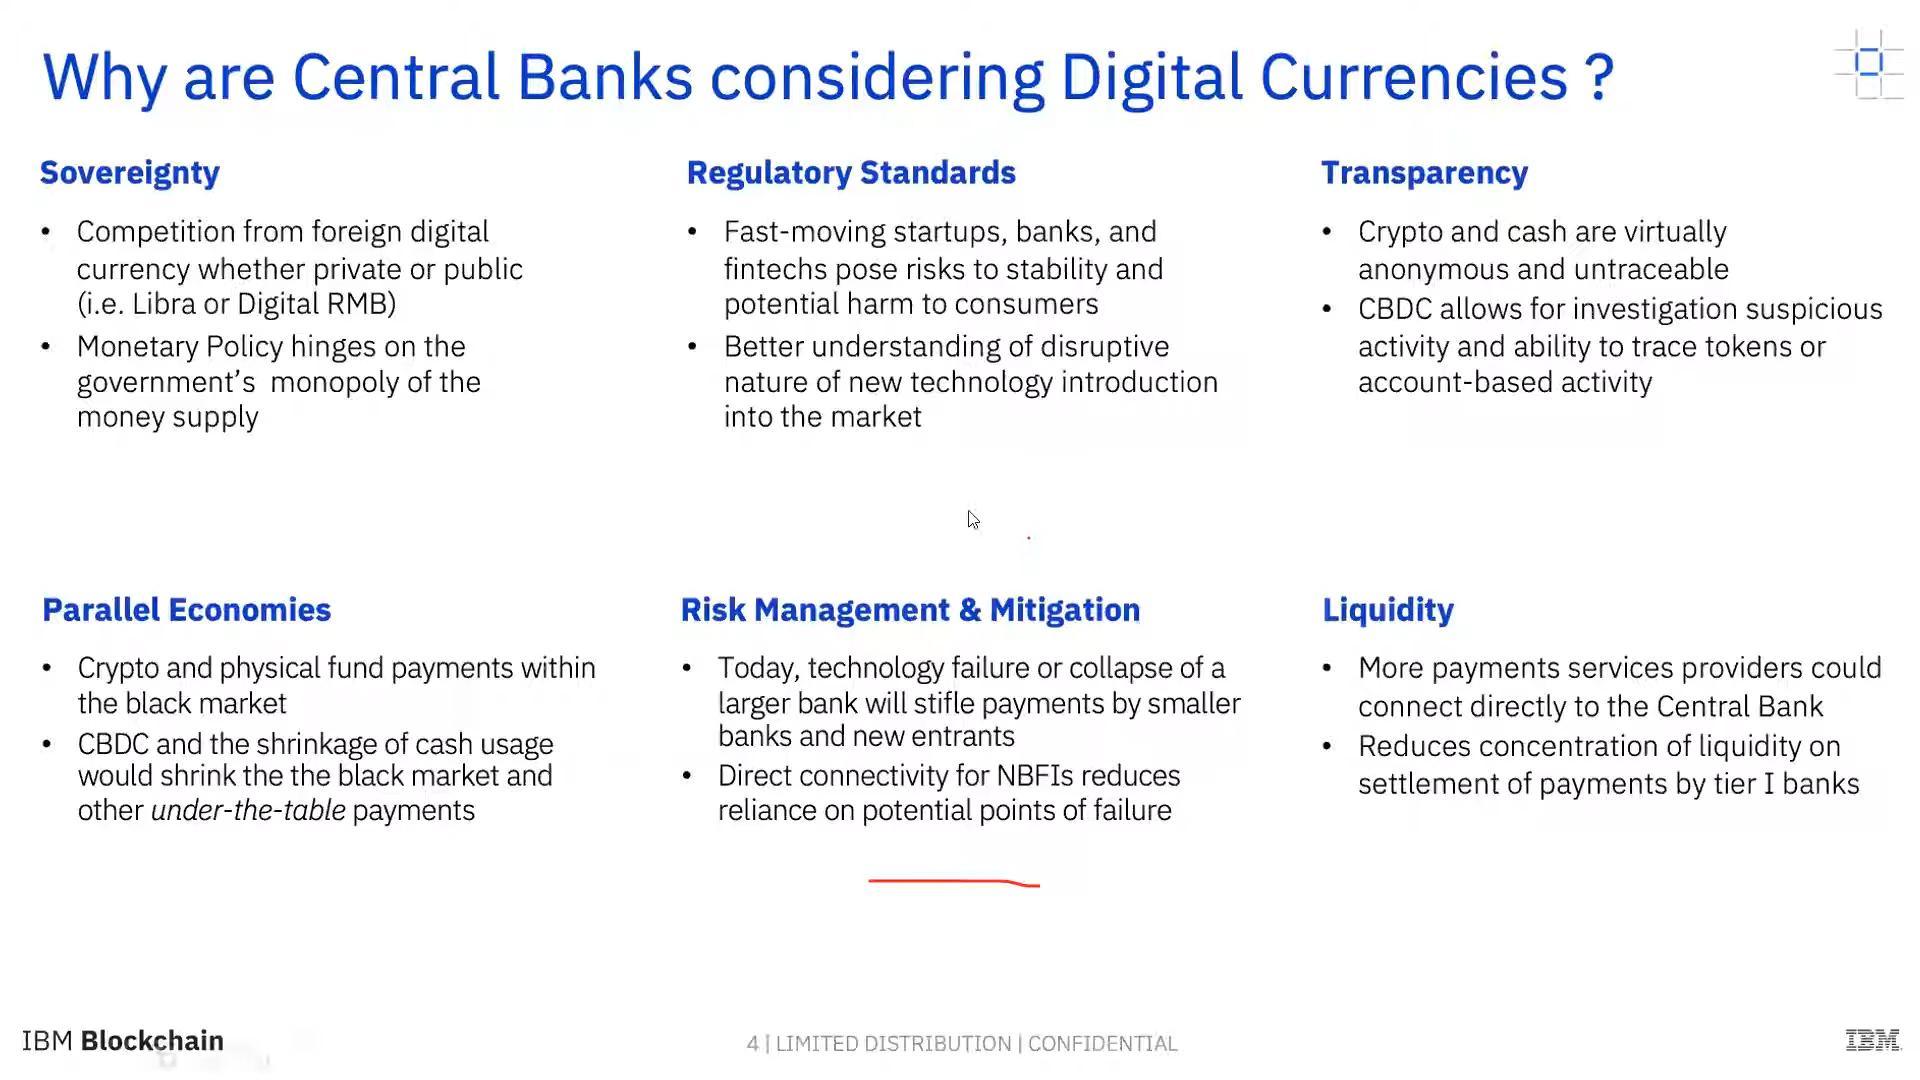 Why are Central Banks considering Digital Currencies ?
Sovereignty
• Competition from foreign digital
currency whether private or public
(i.e. Libra or Digital RMB)
• Monetary Policy hinges on the
government’s  monopoly of the
money supply
Regulatory Standards
• Fast-moving startups, banks, and
fintechs pose risks to stability and
potential harm to consumers
• Better understanding of disruptive
nature of new technology introduction
into the market
Transparency
• Crypto and cash are virtually
anonymous and untraceable
• CBDC allows for investigation suspicious
activity and ability to trace tokens or
account-based activity
Parallel Economies
• Crypto and physical fund payments within
the black market
• CBDC and the shrinkage of cash usage
would shrink the the black market and
other under-the-table payments
Risk Management & Mitigation
• Today, technology failure or collapse of a
larger bank will stifle payments by smaller
banks and new entrants
• Direct connectivity for NBFIs reduces
reliance on potential points of failure
Liquidity
• More payments services providers could
connect directly to the Central Bank
• Reduces concentration of liquidity on
settlement of payments by tier I banks
IBM Blockchain
4 | LIMITED DISTRIBUTION | CONFIDENTIAL
IBM